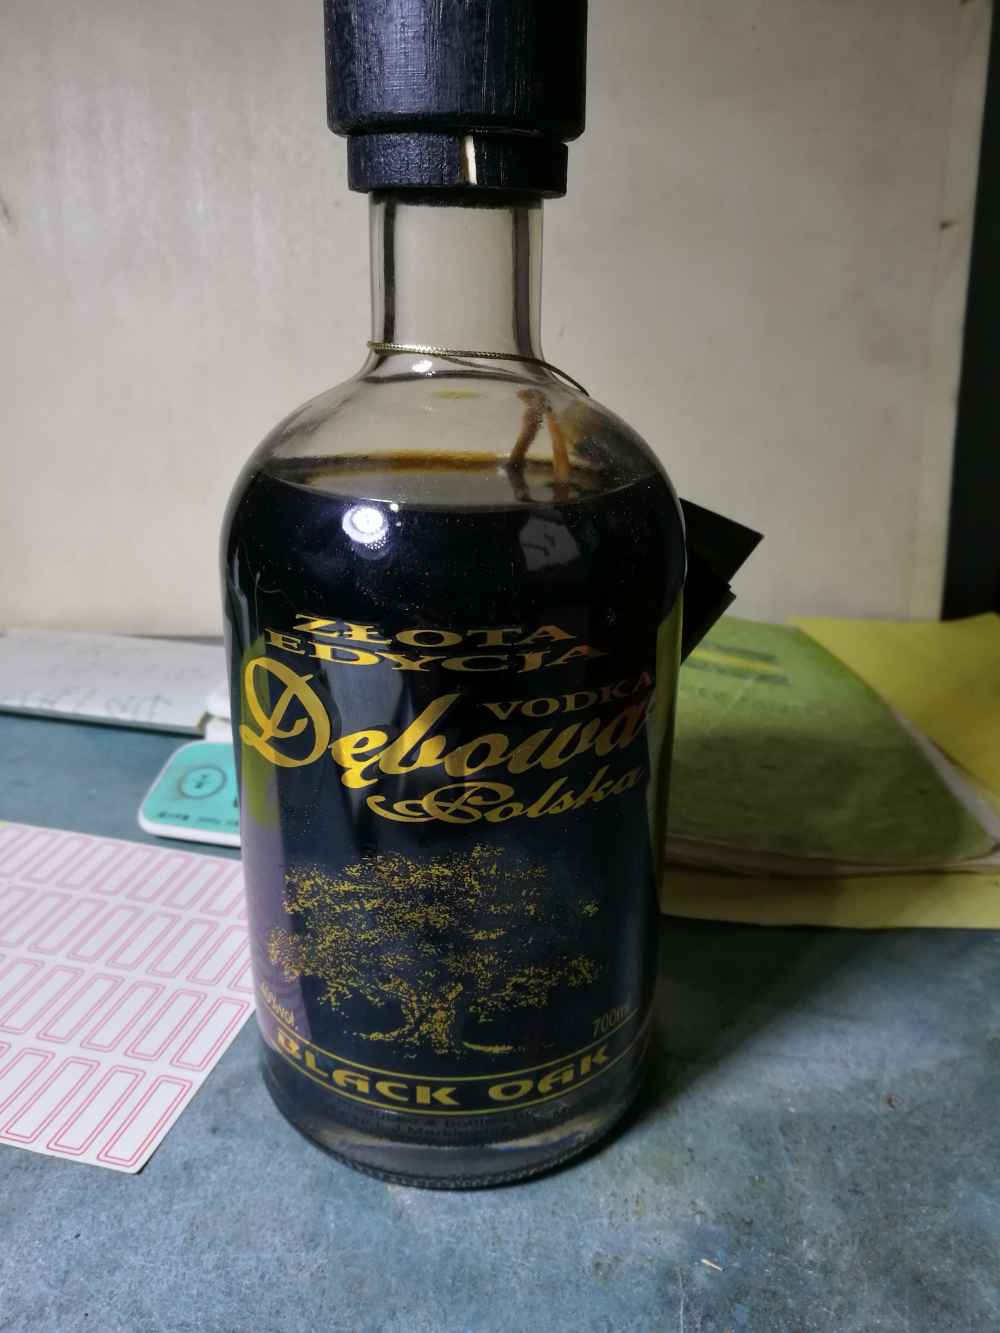 ZŁOTA
EDYCJA
VODKA
Dębowa
Polska
700ml
BLACK OAK